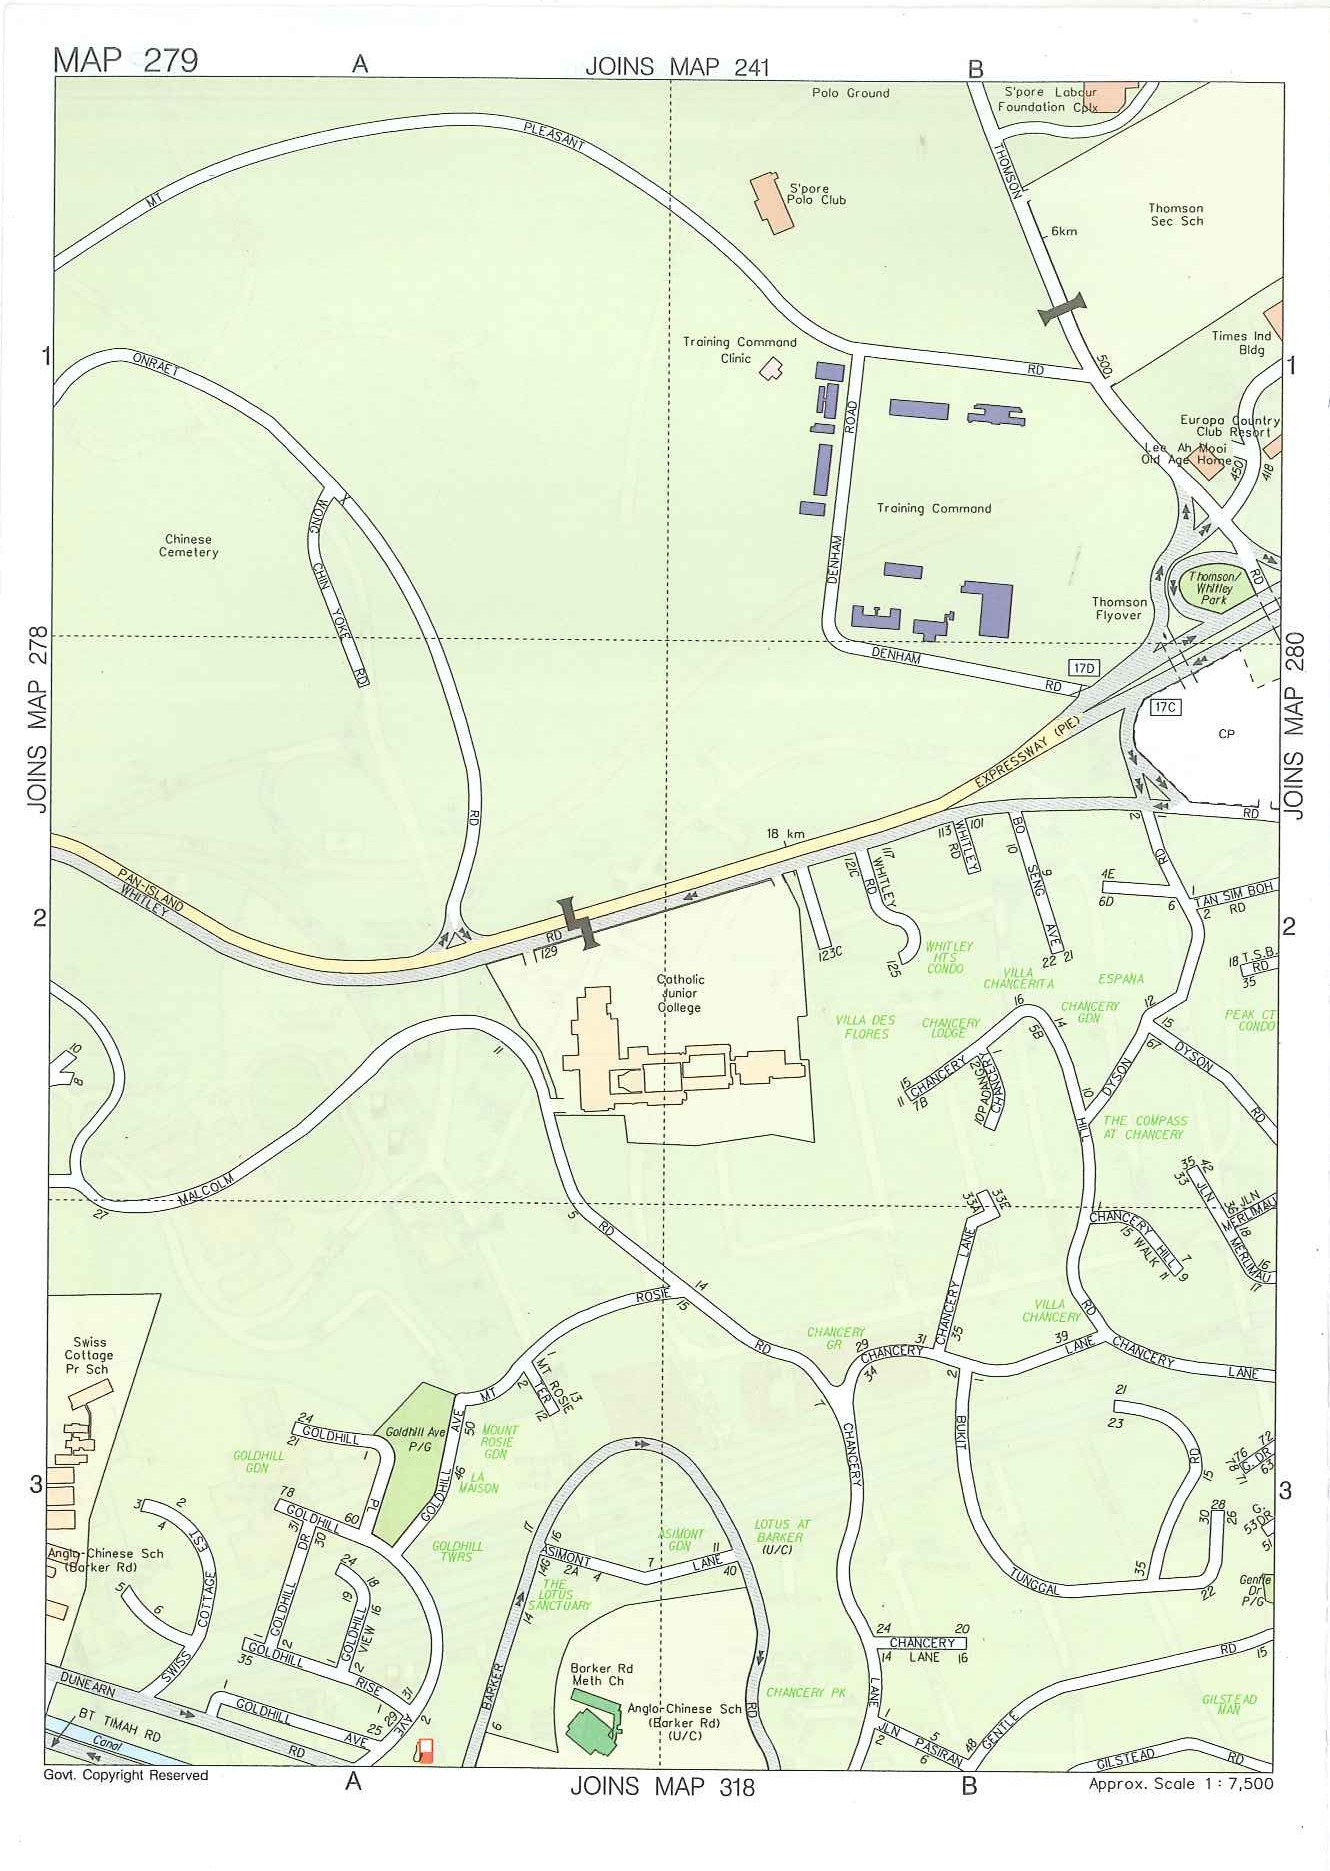 MAP 279
A
JOINS MAP 241
B
Polo Ground
S'pore Labour
Foundation Cplx
PLEASANT
MT
THOMSON
S'pore
Polo Club
Thomson
Sec Sch
6km
Training Command
Clinic
Times Ind
Bldg
1
1
ONRAET
RD
500
ROAD
Europa Country
Club Resort
Lee Ah Mooi
Old Age Home
450
418
WONG
CHIN
YOKE
RD
Chinese
Cemetery
Training Command
DENHAM
Thomson/
Whitley
Park
RD
Thomson
Flyover
DENHAM
RD
17D
17C
CP
JOINS MAP 278
JOINS MAP 280
EXPRESSWAY (PIE)
RD
18 km
PAN-ISLAND
WHITLEY
RD
129
121C
117
WHITLEY
RD
125
123C
113
101
WHITLEY
RD
BO
SENG
AVE
10
9
22
21
2
1
RD
RD
4E
6D
6
1
2
TAN SIM BOH
RD
18
T.S.B.
RD
35
2
2
Catholic
Junior
College
WHITLEY
HTS
CONDO
VILLA
CHANCERITA
ESPANA
VILLA DES
FLORES
CHANCERY
LODGE
CHANCERY
GDN
PEAK CT
CONDO
16
14
5B
12
15
67
DYSON
DYSON
RD
15
CHANCERY
11
7B
1
CHANCERY
10
HILL
THE COMPASS
AT CHANCERY
10
8
11
MALCOLM
27
5
RD
35
33
42
JLN
36
JLN
MERLIMAU
18
MERLIMAU
16
17
33A
33E
LANE
CHANCERY
35
1
CHANCERY
HILL
15
WALK
11
7
9
VILLA
CHANCERY
RD
ROSIE
14
15
RD
CHANCERY
GR
29
CHANCERY
31
34
39
LANE
CHANCERY
LANE
2
1
7
Swiss
Cottage
Pr Sch
MT
1
MT ROSIE
TER
2
13
12
Goldhill Ave
P/G
AVE
50
46
GOLDHILL
MOUNT
ROSIE
GDN
LA
MAISON
24
GOLDHILL
21
1
PL
GOLDHILL
GDN
CHANCERY
BUKIT
21
23
RD
15
72
76
78
G. DR
63
71
3
3
78
GOLDHILL
60
31
DR
30
GOLDHILL
3
2
4
EST
COTTAGE
SWISS
Anglo-Chinese Sch
(Barker Rd)
5
6
24
18
19
16
GOLDHILL
VIEW
1
2
1
2
GOLDHILL
35
RISE
31
29
1
GOLDHILL
TWRS
17
16
ASIMONT
14G
2A
4
7
LANE
11
40
ASIMONT
GDN
LOTUS AT
BARKER
(U/C)
THE
LOTUS
SANCTUARY
14
28
30
26
35
TUNGGAL
22
G.
53 DR
51
Gentle
Dr
P/G
24
20
CHANCERY
14
LANE
16
RD
15
Barker Rd
Meth Ch
Anglo-Chinese Sch
(Barker Rd)
(U/C)
CHANCERY PK
GILSTEAD
MAN
DUNEARN
RD
BT TIMAH RD
Canal
1
GOLDHILL
25
AVE
AVE
2
BARKER
6
RD
LANE
1
JLN
2
PASIRAN
5
6
48
GENTLE
GILSTEAD
RD
Govt. Copyright Reserved
A
JOINS MAP 318
B
Approx. Scale 1 : 7,500